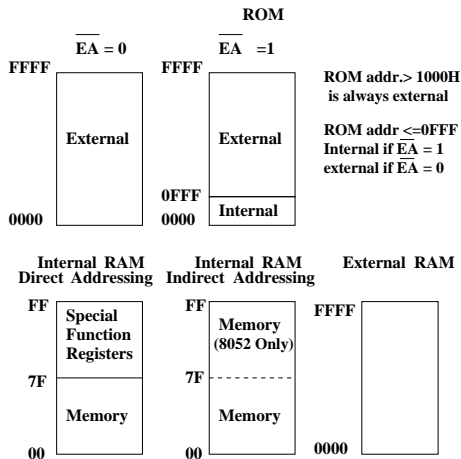 ROM
EA = 0
EA =1
FFFF
External
0000
FFFF
External
0FFF
Internal
0000
ROM addr.> 1000H
is always external
ROM addr <=0FFF
Internal if EA = 1
external if EA = 0
Internal RAM
Direct Addressing
FF
Special
Function
Registers
7F
Memory
00
Internal RAM
Indirect Addressing
FF
Memory
(8052 Only)
7F
Memory
00
External RAM
FFFF
0000